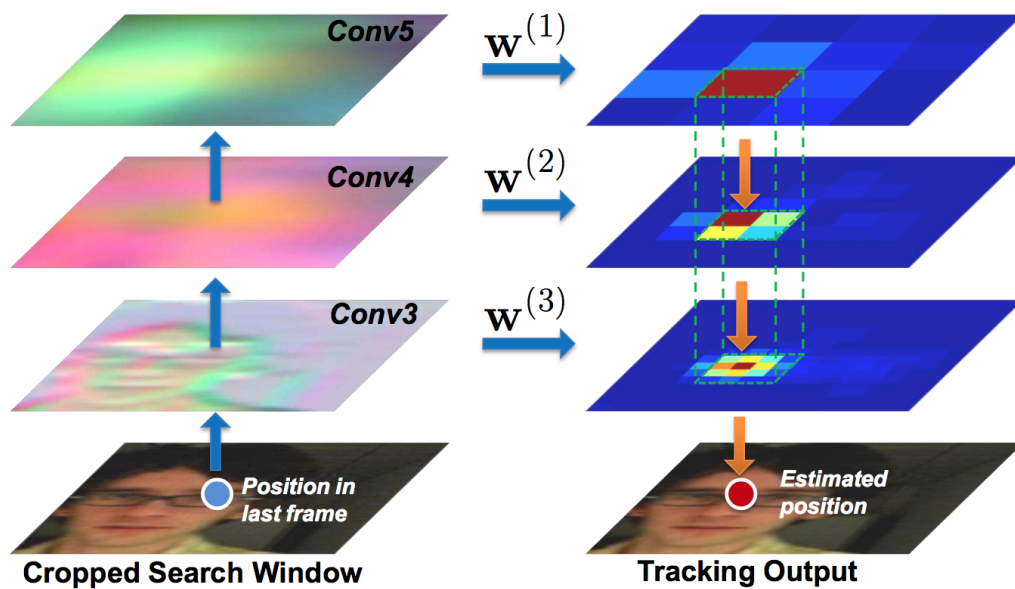 Conv5
w(1)
Conv4
w(2)
Conv3
w(3)
Position in
last frame
Estimated
position
Cropped Search Window
Tracking Output